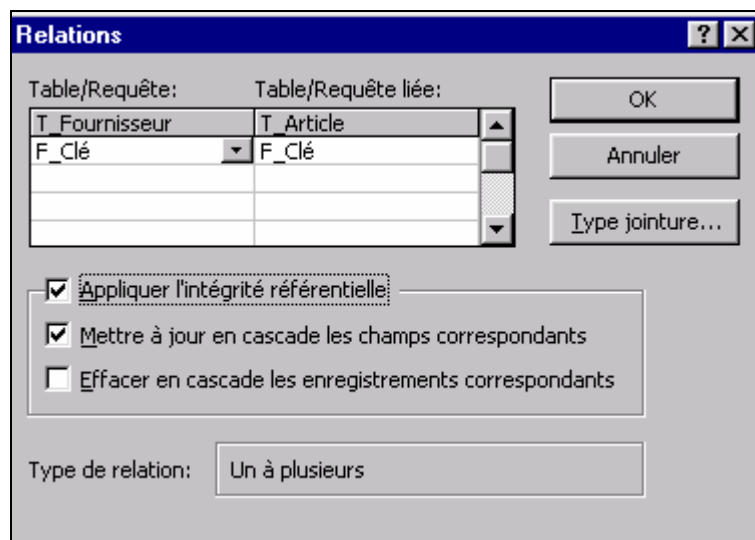 Relations
Table/Requête: Table/Requête liée:
T_Fournisseur T_Article
F_Clé F_Clé
OK
Annuler
Type jointure...
Appliquer l'intégrité référentielle
Mettre à jour en cascade les champs correspondants
Effacer en cascade les enregistrements correspondants
Type de relation: Un à plusieurs